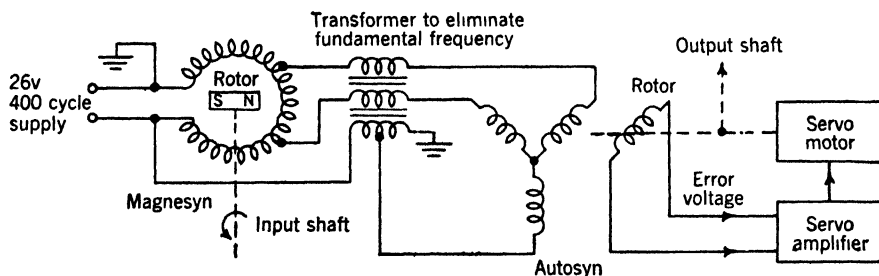 Transformer to eliminate
fundamental frequency
Output shaft
26v
400 cycle
supply
Rotor
S N
Rotor
Servo
motor
Error
voltage
Magnesyn
Input shaft
Servo
amplifier
Autosyn